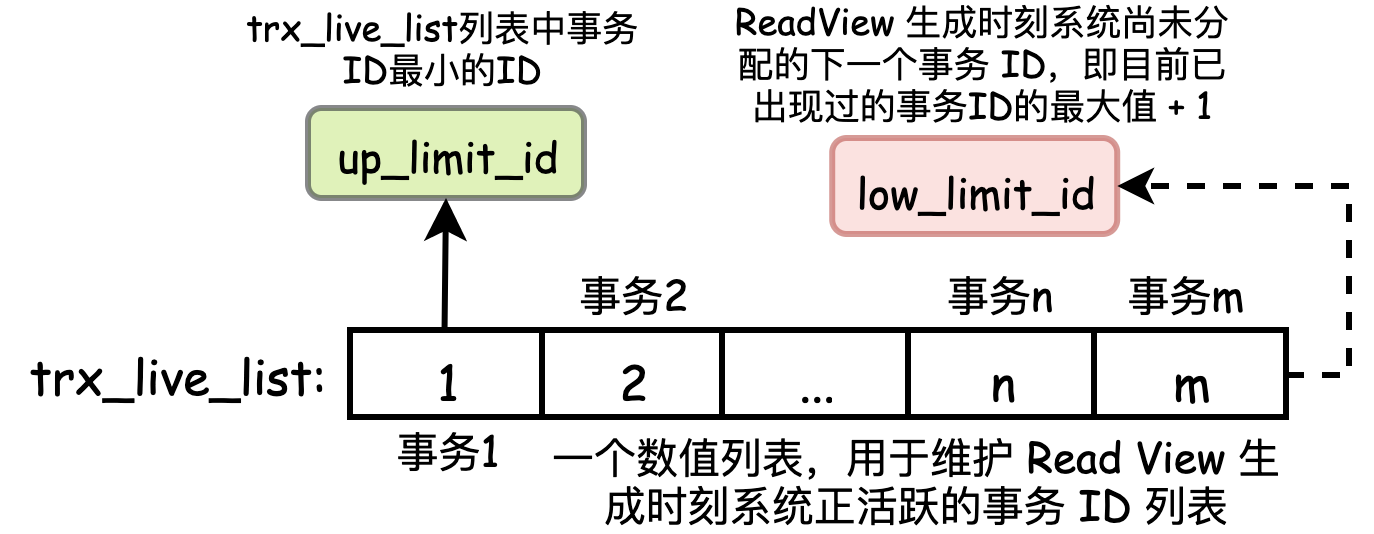 trx_live_list列表中事务
ID最小的ID
ReadView 生成时刻系统尚未分
配的下一个事务 ID，即目前已
出现过的事务ID的最大值 + 1
up_limit_id
low_limit_id
事务2
事务n
事务m
trx_live_list:
1
2
...
n
m
事务1
一个数值列表，用于维护 Read View 生
成时刻系统正活跃的事务 ID 列表